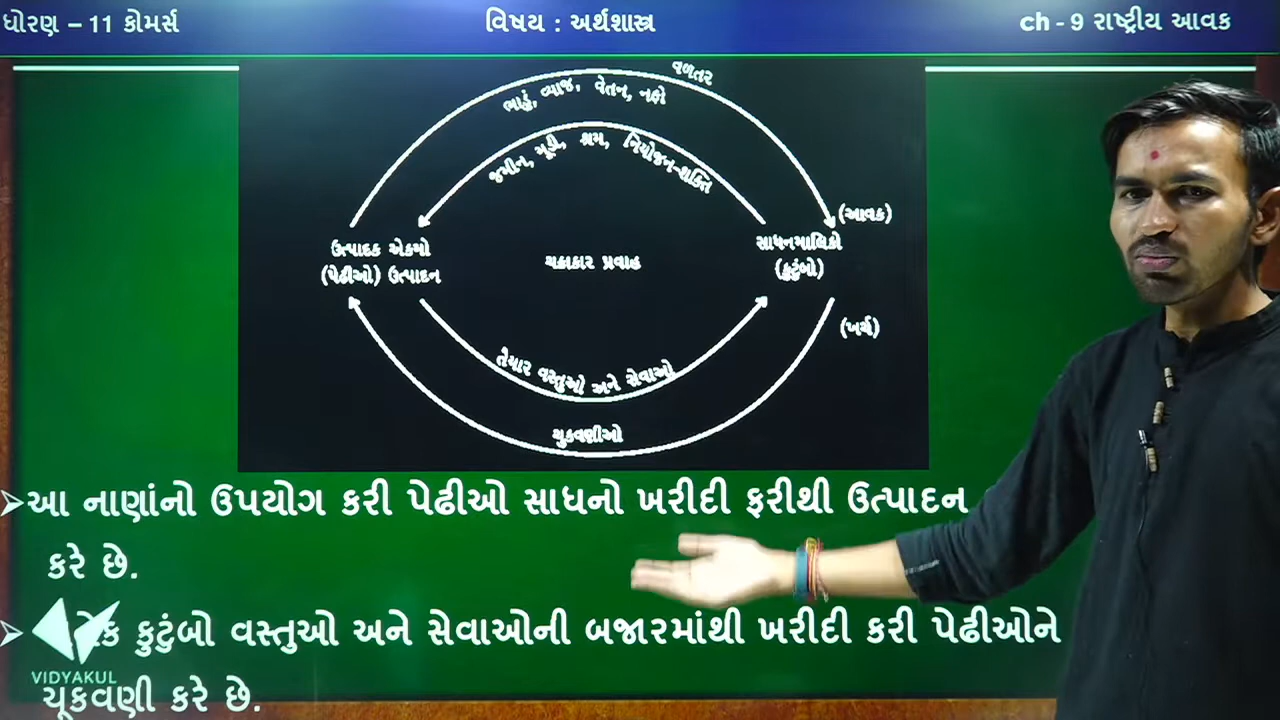 ધોરણ – 11 કોમર્સ
વિષય : અર્થશાસ્ત્ર
ch - 9 રાષ્ટ્રીય આવક
વળતર
ભાડું, વ્યાજ, વેતન, નફો
જમીન, મૂડી, શ્રમ, નિયોજન-શક્તિ
(આવક)
ઉત્પાદક એકમો
(પેઢીઓ) ઉત્પાદન
ચક્રાકાર પ્રવાહ
સાધનમાલિકો
(કુટુંબો)
(ખર્ચ)
તૈયાર વસ્તુઓ અને સેવાઓ
ચુકવણીઓ
➢આ નાણાંનો ઉપયોગ કરી પેઢીઓ સાધનો ખરીદી ફરીથી ઉત્પાદન
કરે છે.
➢ કુટુંબો વસ્તુઓ અને સેવાઓની બજારમાંથી ખરીદી કરી પેઢીઓને
ચૂકવણી કરે છે.
VIDYAKUL